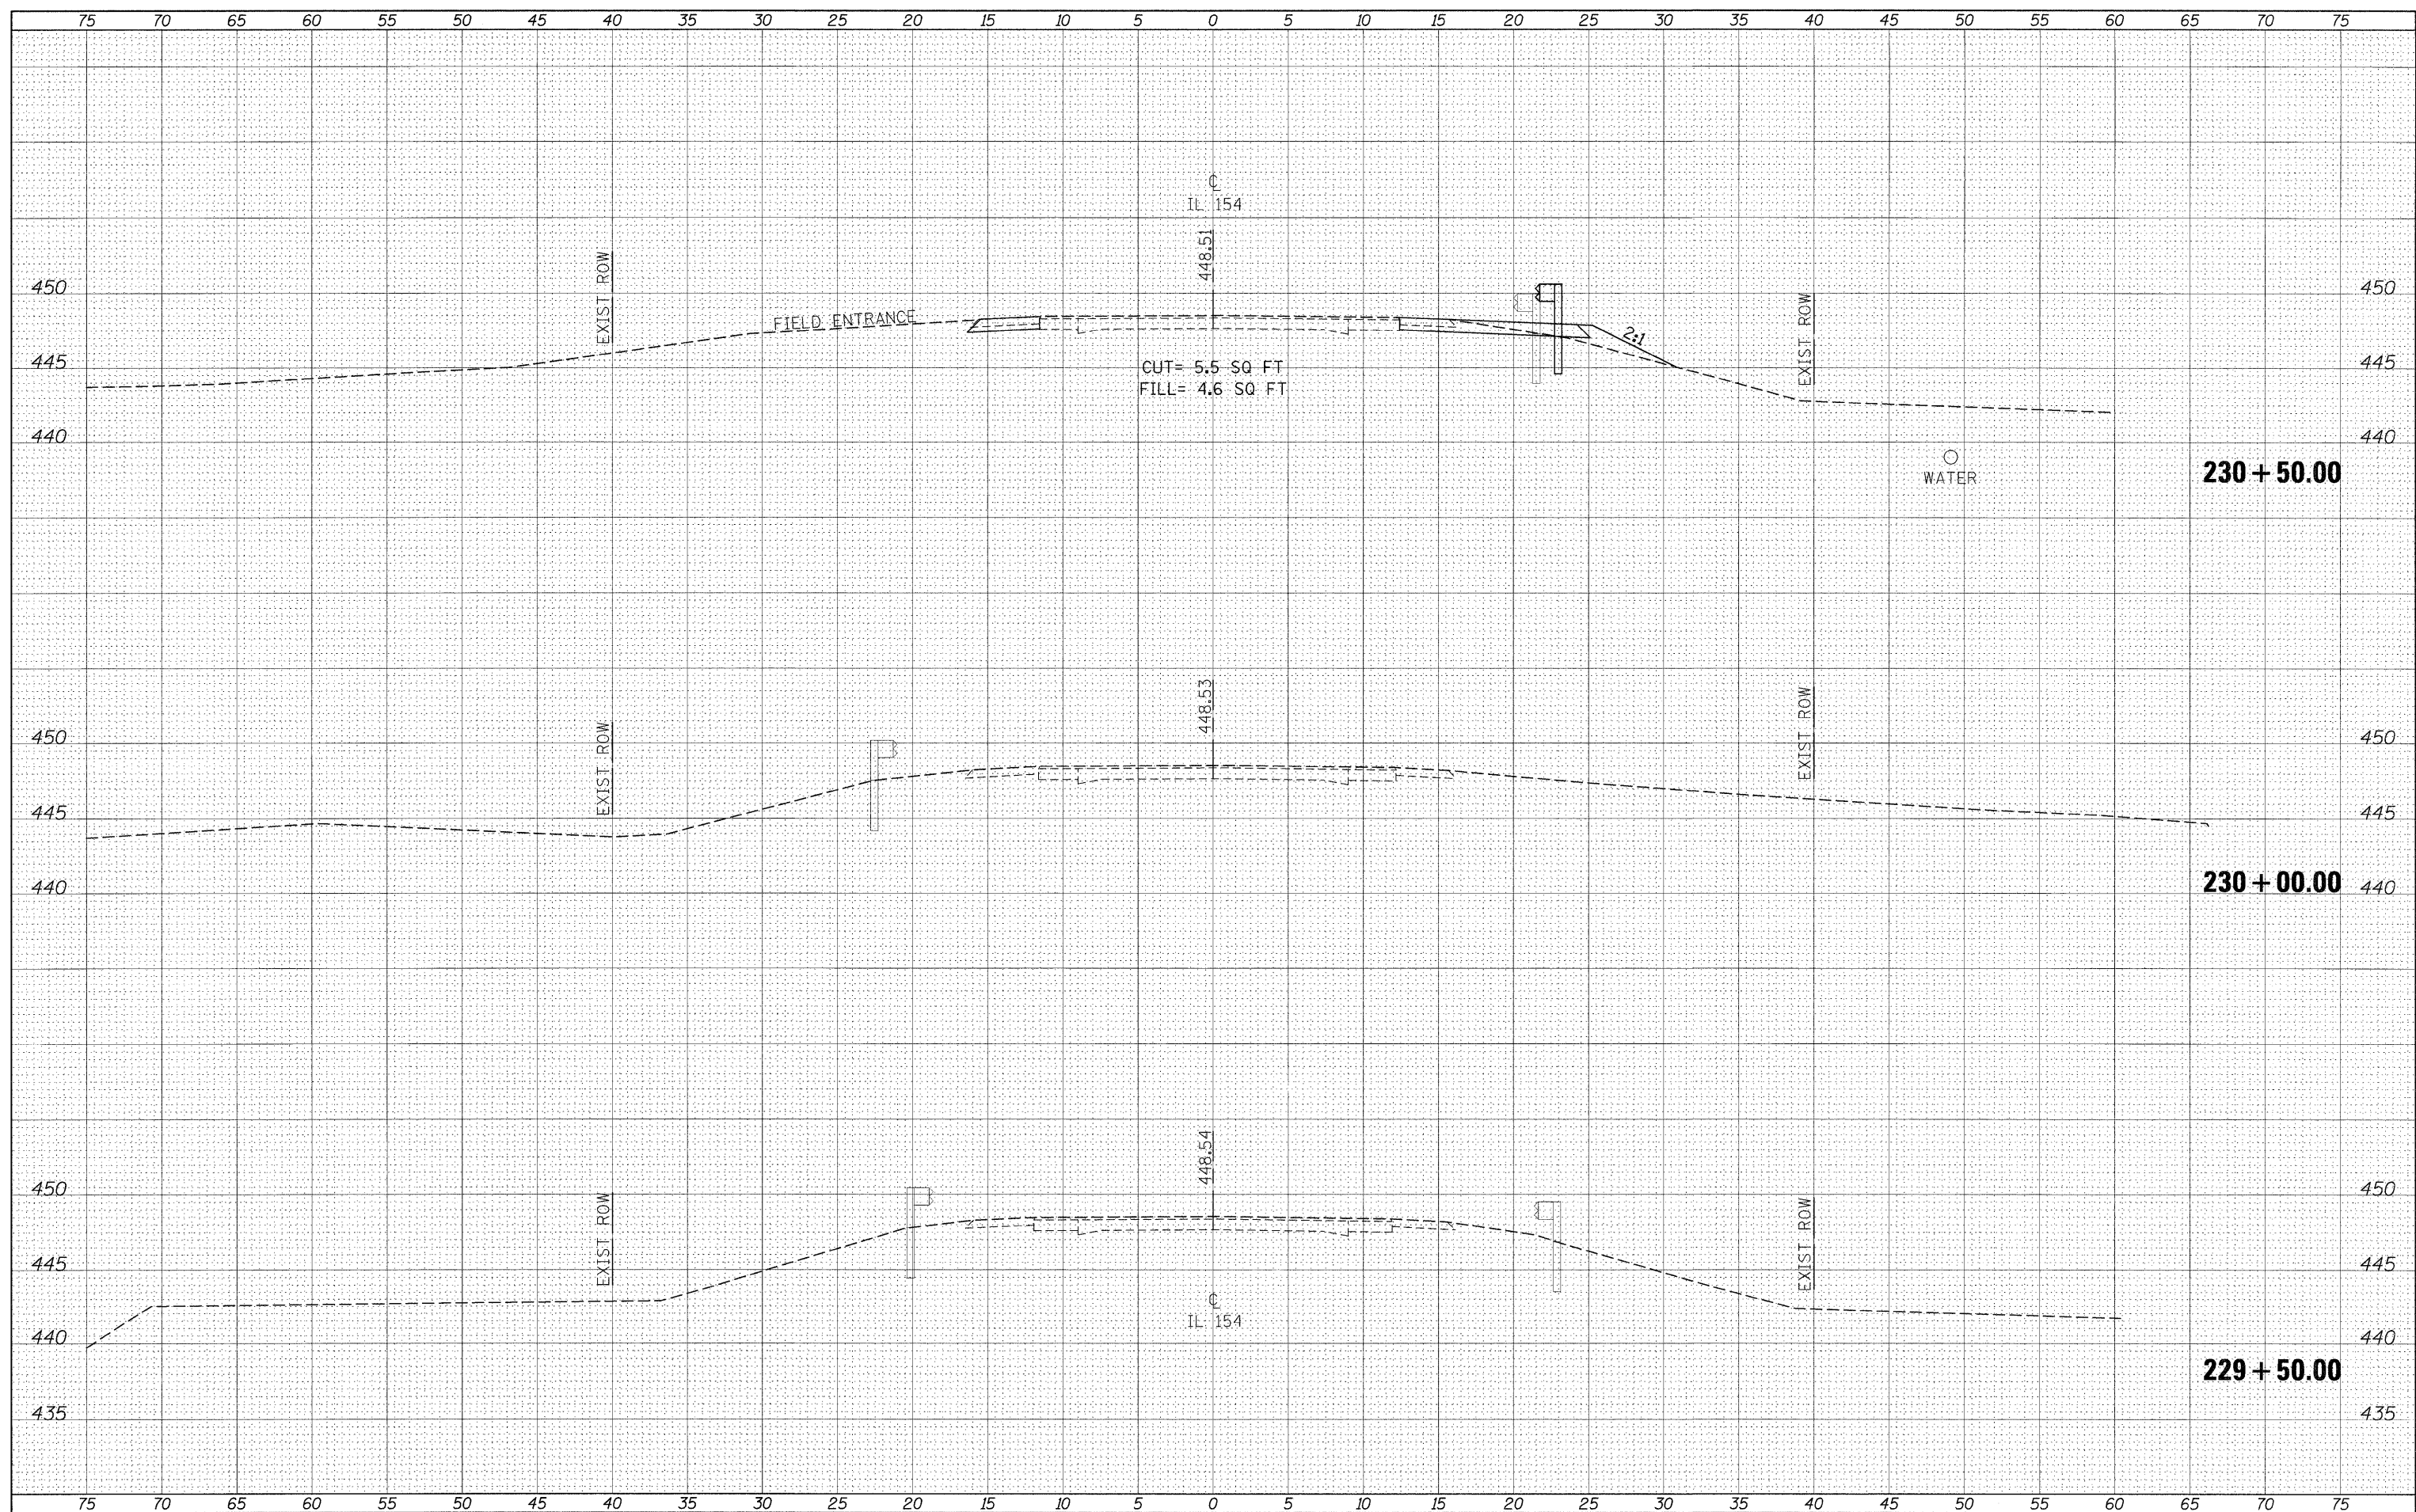 75 70 65 60 55 50 45 40 35 30 25 20 15 10 5 0 5 10 15 20 25 30 35 40 45 50 55 60 65 70 75
℄
IL 154
448.51
EXIST ROW
EXIST ROW
450 450
FIELD ENTRANCE
2:1
445 445
CUT= 5.5 SQ FT
FILL= 4.6 SQ FT
440 440
WATER
230+50.00
448.53
EXIST ROW
EXIST ROW
450 450
445 445
440 440
230+00.00
448.54
EXIST ROW
EXIST ROW
450 450
445 445
℄
IL 154
440 440
229+50.00
435 435
75 70 65 60 55 50 45 40 35 30 25 20 15 10 5 0 5 10 15 20 25 30 35 40 45 50 55 60 65 70 75